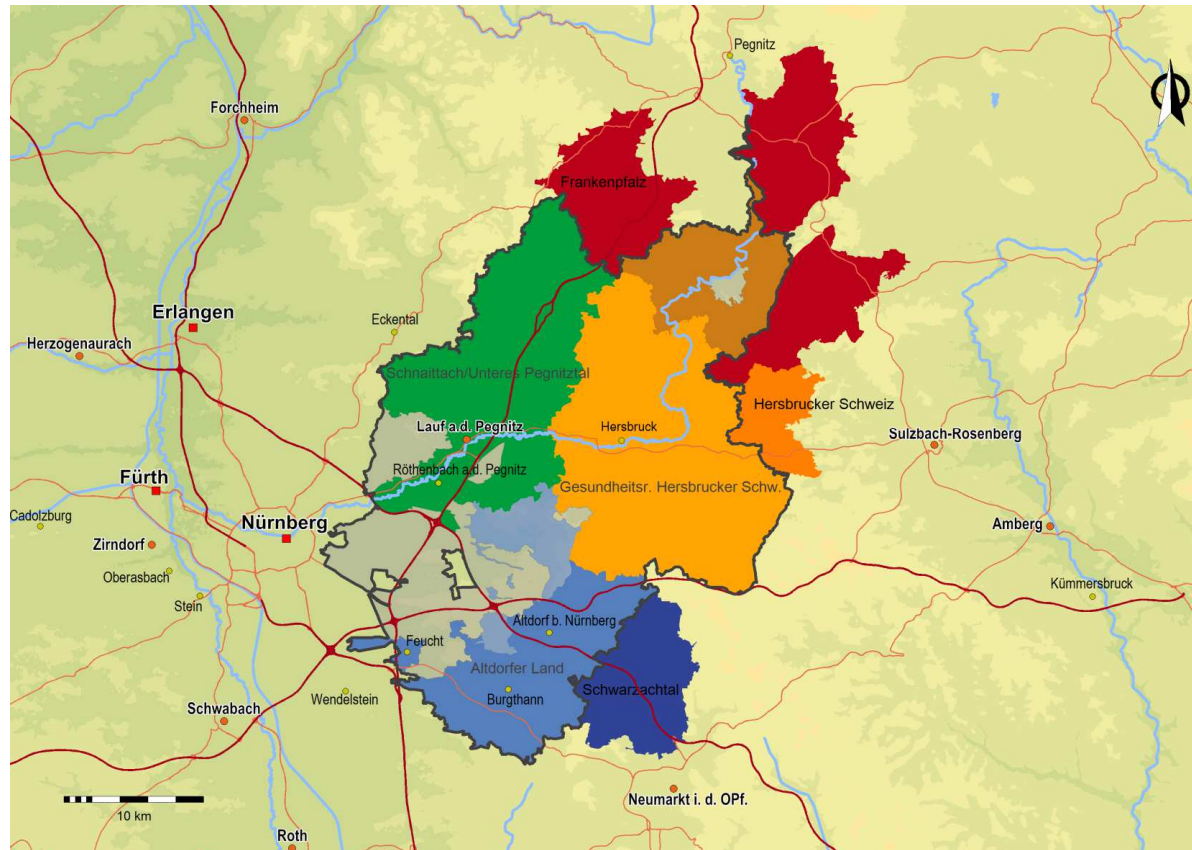 Pegnitz
Forchheim
Frankenpfalz
Erlangen
Eckental
Herzogenaurach
Schnaittach/Unteres Pegnitztal
Hersbrucker Schweiz
Lauf a.d. Pegnitz
Hersbruck
Sulzbach-Rosenberg
Röthenbach a.d. Pegnitz
Fürth
Gesundheitsr. Hersbrucker Schw.
Cadolzburg
Nürnberg
Amberg
Zirndorf
Oberasbach
Kümmersbruck
Stein
Altdorf b. Nürnberg
Feucht
Altdorfer Land
Schwarzachtal
Wendelstein
Burgthann
Schwabach
Neumarkt i. d. OPf.
10 km
Roth